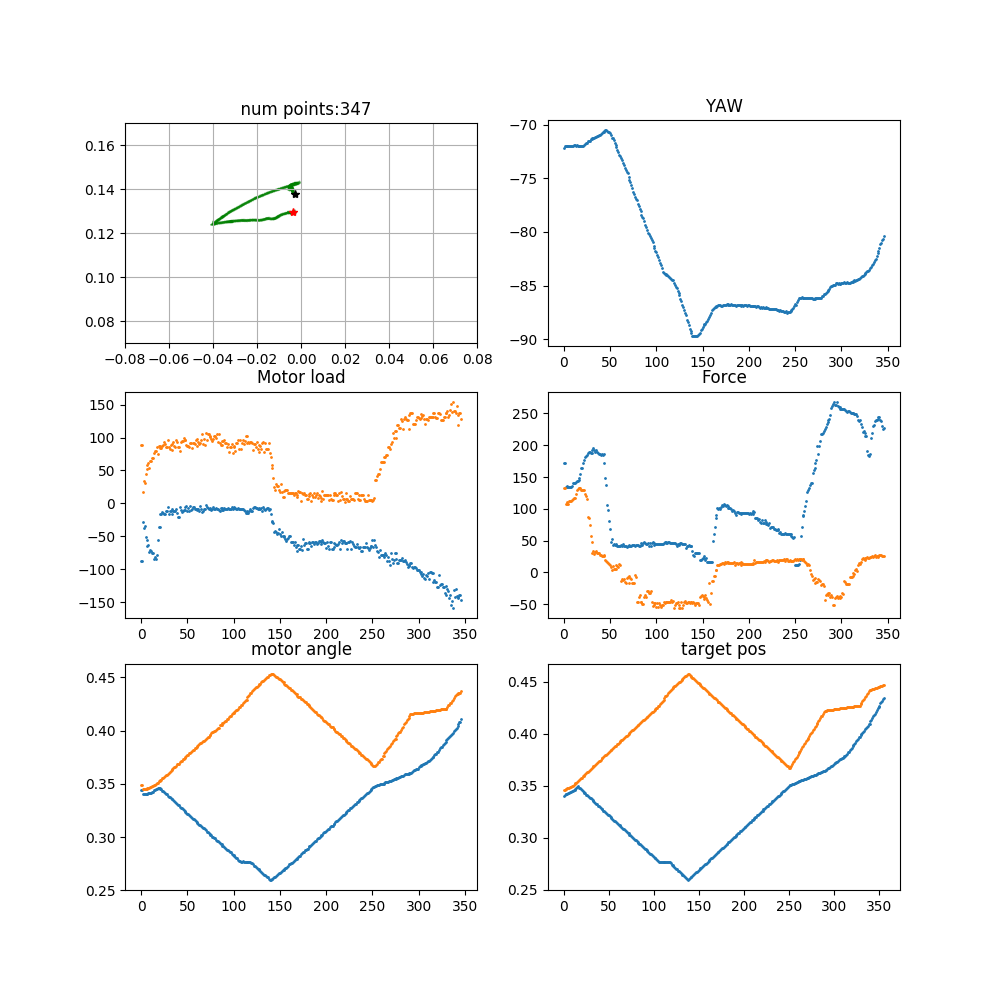 num points:347
0.16
0.14
0.12
0.10
0.08
−0.08 −0.06 −0.04 −0.02 0.00 0.02 0.04 0.06 0.08
YAW
−70
−75
−80
−85
−90
0 50 100 150 200 250 300 350
Motor load
150
100
50
0
−50
−100
−150
0 50 100 150 200 250 300 350
Force
250
200
150
100
50
0
−50
0 50 100 150 200 250 300 350
motor angle
0.45
0.40
0.35
0.30
0.25
0 50 100 150 200 250 300 350
target pos
0.45
0.40
0.35
0.30
0.25
0 50 100 150 200 250 300 350